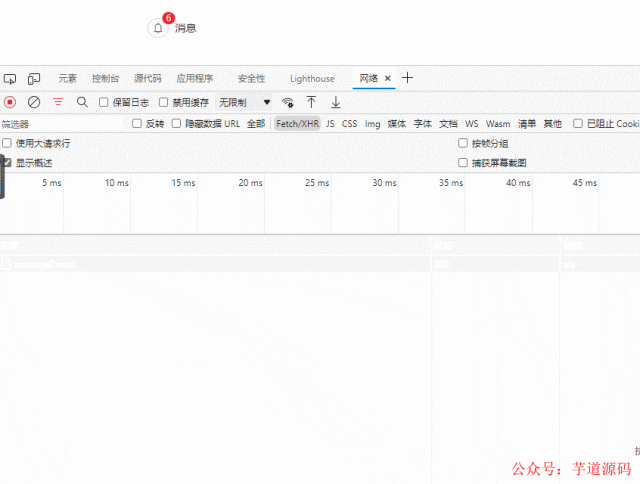 6
消息
元素 控制台 源代码 应用程序 安全性 Lighthouse 网络 ×
保留日志 禁用缓存 无限制
筛选器 反转 隐藏数据 URL 全部 Fetch/XHR JS CSS Img 媒体 字体 文档 WS Wasm 清单 其他 已阻止 Cooki
使用大请求行 按帧分组
显示概述 捕获屏幕截图
5 ms 10 ms 15 ms 20 ms 25 ms 30 ms 35 ms 40 ms 45 ms
公众号：芋道源码